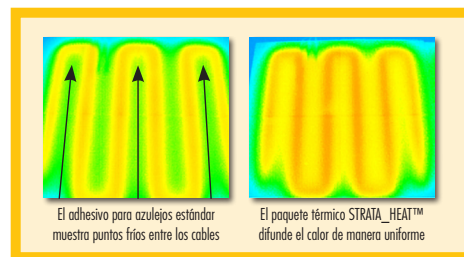 El adhesivo para azulejos estándar
muestra puntos fríos entre los cables
El paquete térmico STRATA_HEAT™
difunde el calor de manera uniforme